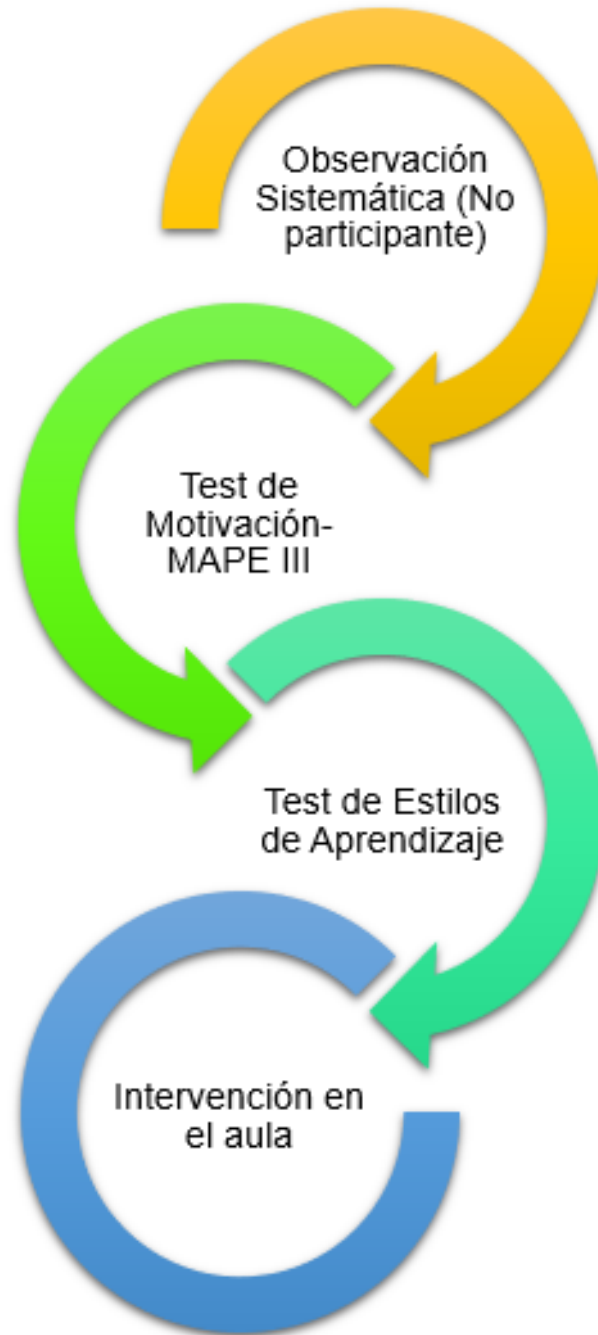 Observación
Sistemática (No
participante)
Test de
Motivación-
MAPE III
Test de Estilos
de Aprendizaje
Intervención en
el aula